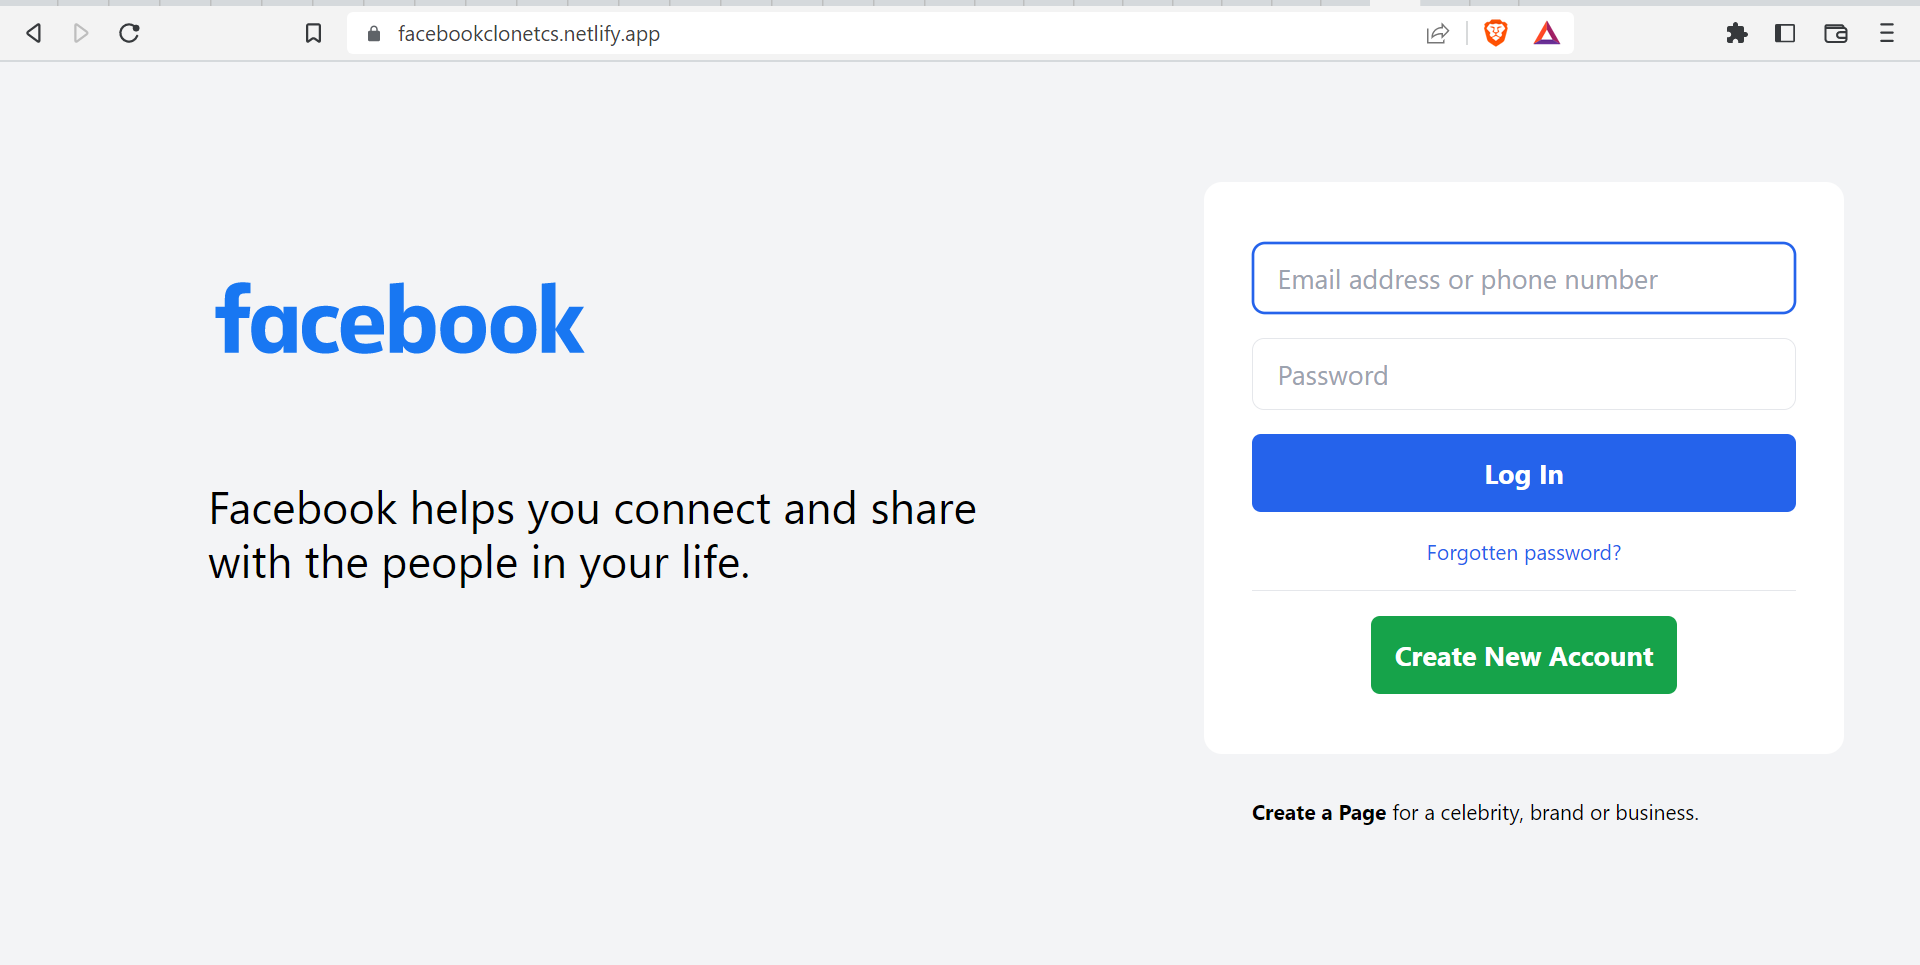 facebookclonetcs.netlify.app
facebook
Facebook helps you connect and share
with the people in your life.
Email address or phone number
Password
Log In
Forgotten password?
Create New Account
Create a Page for a celebrity, brand or business.